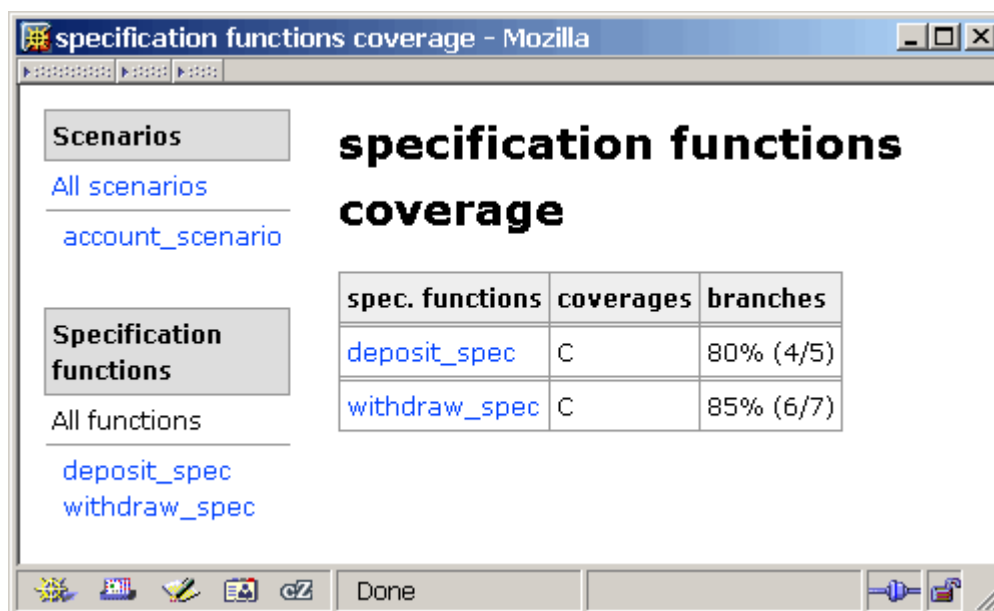 specification functions coverage - Mozilla
Scenarios
All scenarios
account_scenario
Specification
functions
All functions
deposit_spec
withdraw_spec
specification functions
coverage
spec. functions coverages branches
deposit_spec C 80% (4/5)
withdraw_spec C 85% (6/7)
Done